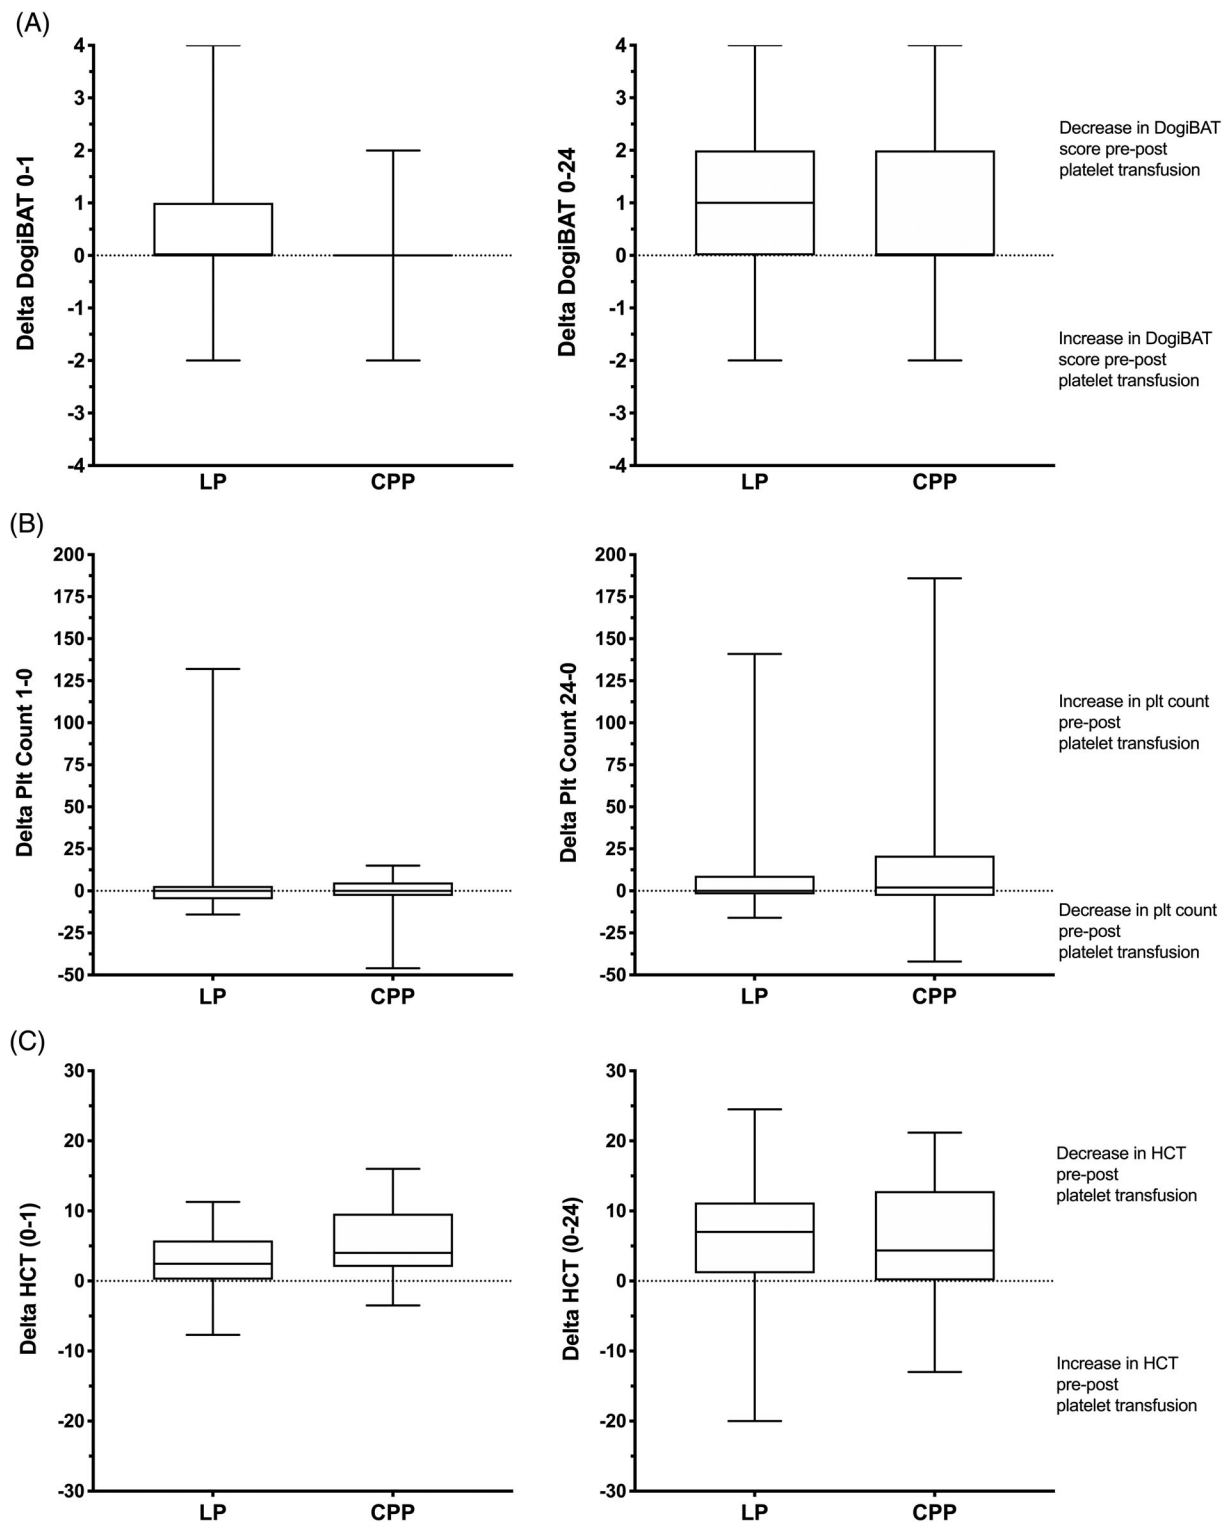 (A)
Delta DogiBAT 0-1
4
3
2
1
0
-1
-2
-3
-4
LP
CPP
Delta DogiBAT 0-24
4
3
2
1
0
-1
-2
-3
-4
LP
CPP
Decrease in DogiBAT
score pre-post
platelet transfusion
Increase in DogiBAT
score pre-post
platelet transfusion
(B)
Delta Plt Count 1-0
200
175
150
125
100
75
50
25
0
-25
-50
LP
CPP
Delta Plt Count 24-0
200
175
150
125
100
75
50
25
0
-25
-50
LP
CPP
Increase in plt count
pre-post
platelet transfusion
Decrease in plt count
pre-post
platelet transfusion
(C)
Delta HCT (0-1)
30
20
10
0
-10
-20
-30
LP
CPP
Delta HCT (0-24)
30
20
10
0
-10
-20
-30
LP
CPP
Decrease in HCT
pre-post
platelet transfusion
Increase in HCT
pre-post
platelet transfusion